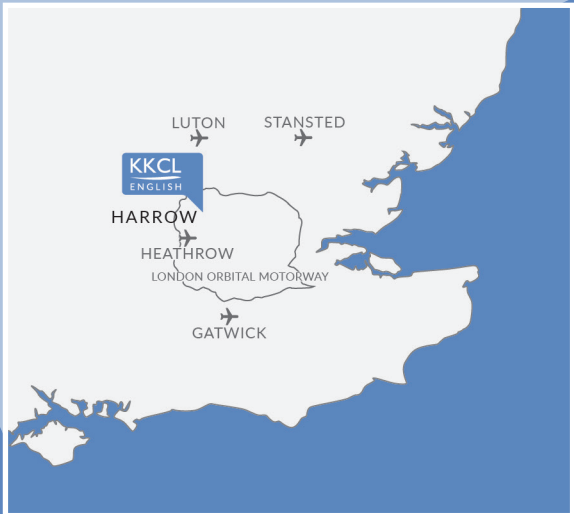 LUTON
STANSTED
KKCL
ENGLISH
HARROW
HEATHROW
LONDON ORBITAL MOTORWAY
GATWICK